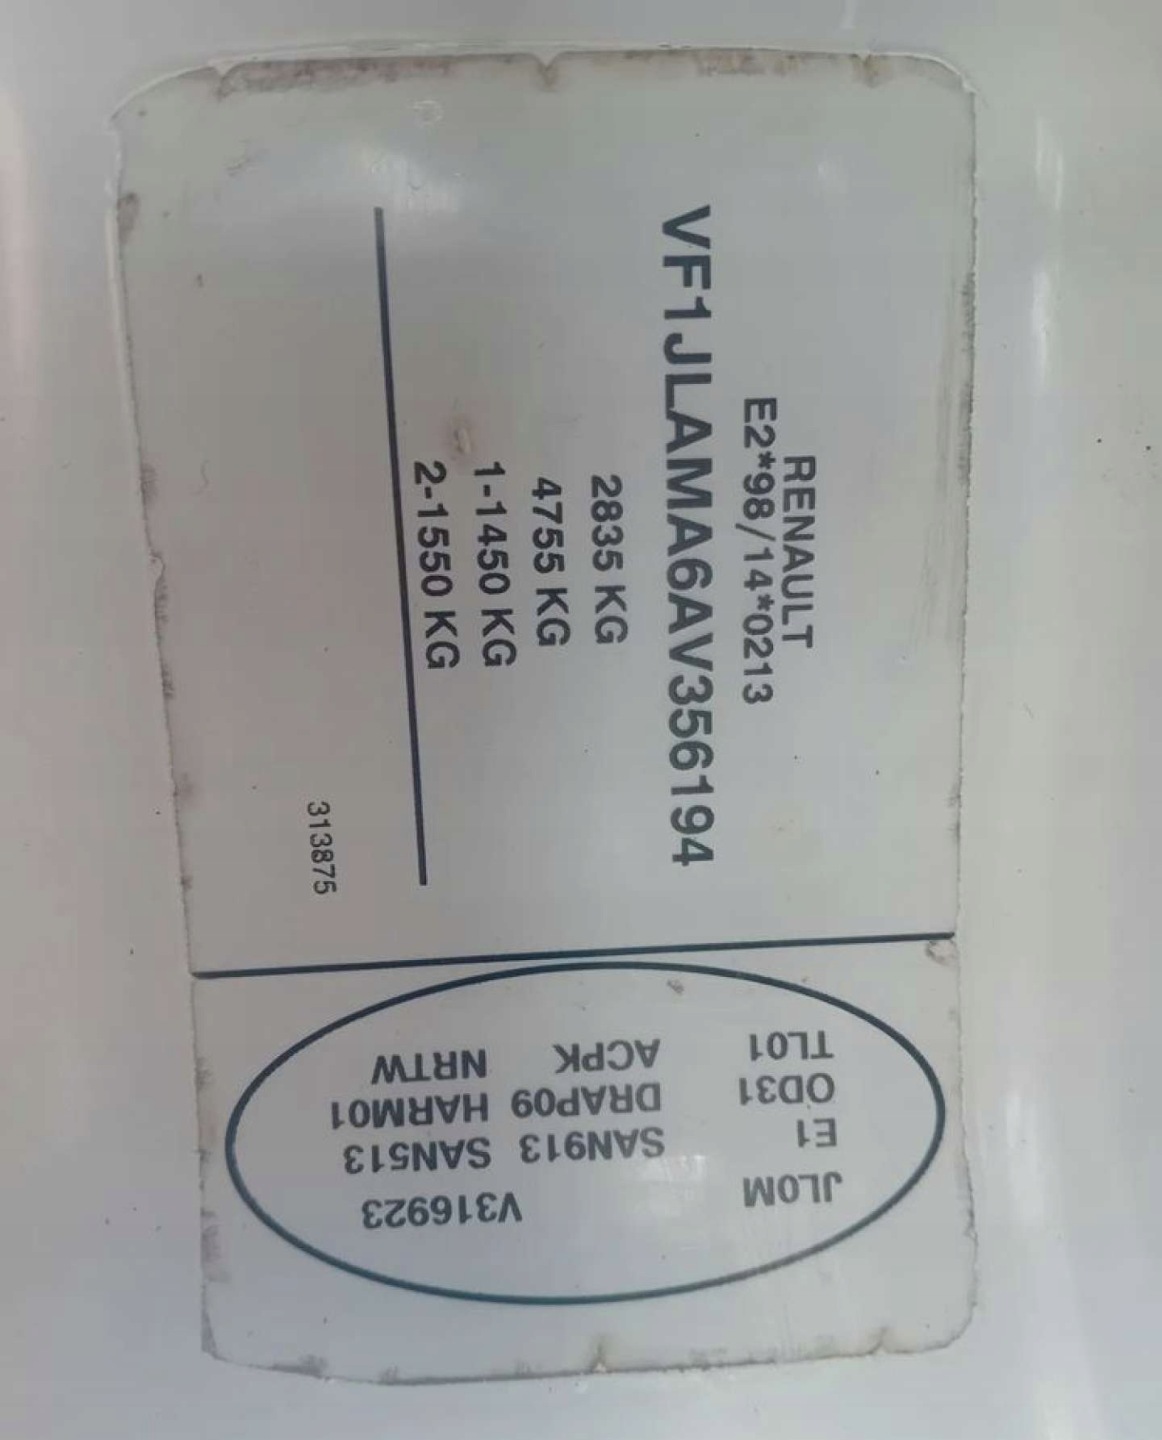 RENAULT
E2*98/14*0213
VF1JLAMA6AV356194
2835 KG
4755 KG
1-1450 KG
2-1550 KG
313875
JL0M V316923
E1 SAN913 SAN513
OD31 DRAP09 HARM01
TL01 ACPK NRTW